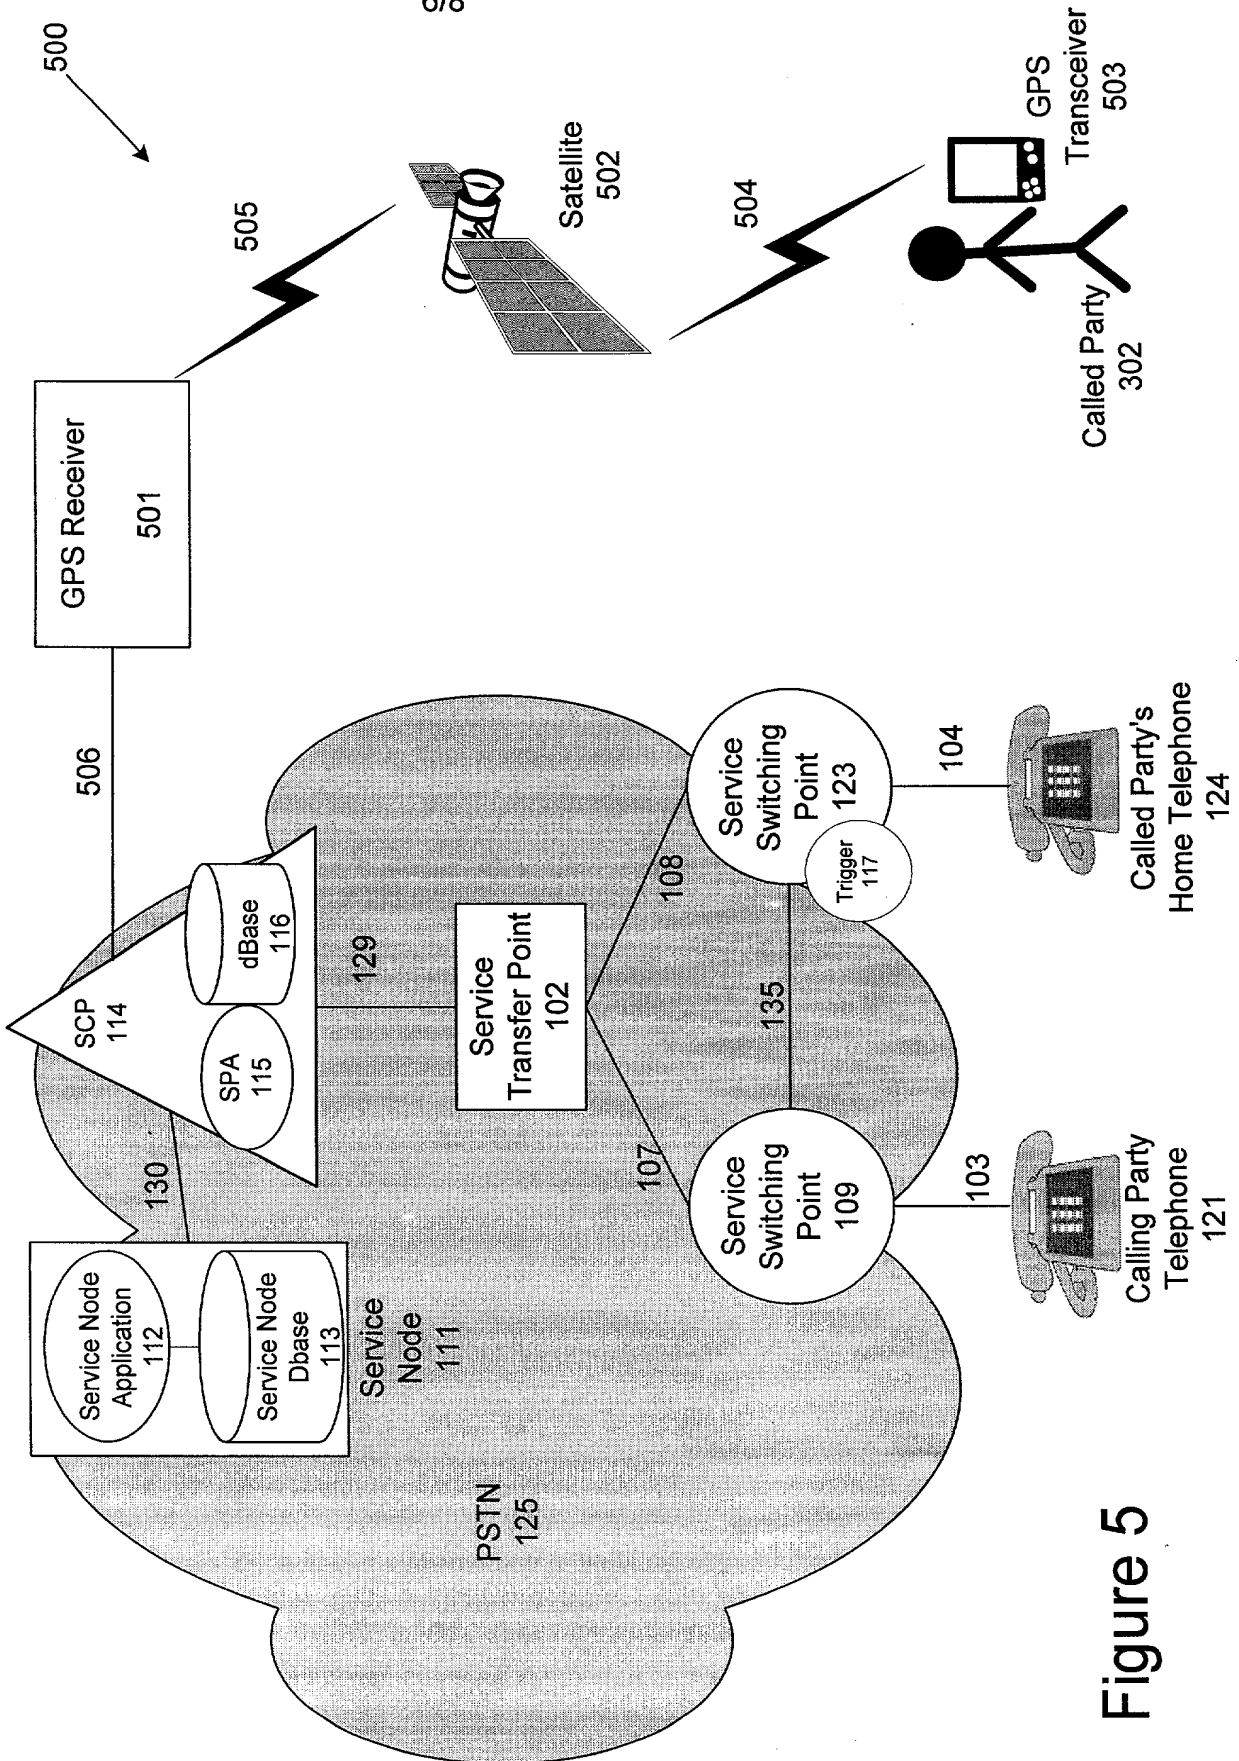 6/8
500
GPS Receiver
501
505
Satellite
502
504
GPS
Transceiver
503
Called Party
302
506
SCP
114
SPA
115
dBase
116
130
129
Service Node
Application
112
Service Node
Dbase
113
Service
Node
111
Service
Transfer Point
102
107
108
135
Service
Switching
Point
109
Service
Switching
Point
123
Trigger
117
103
104
Calling Party
Telephone
121
Called Party's
Home Telephone
124
PSTN
125
Figure 5